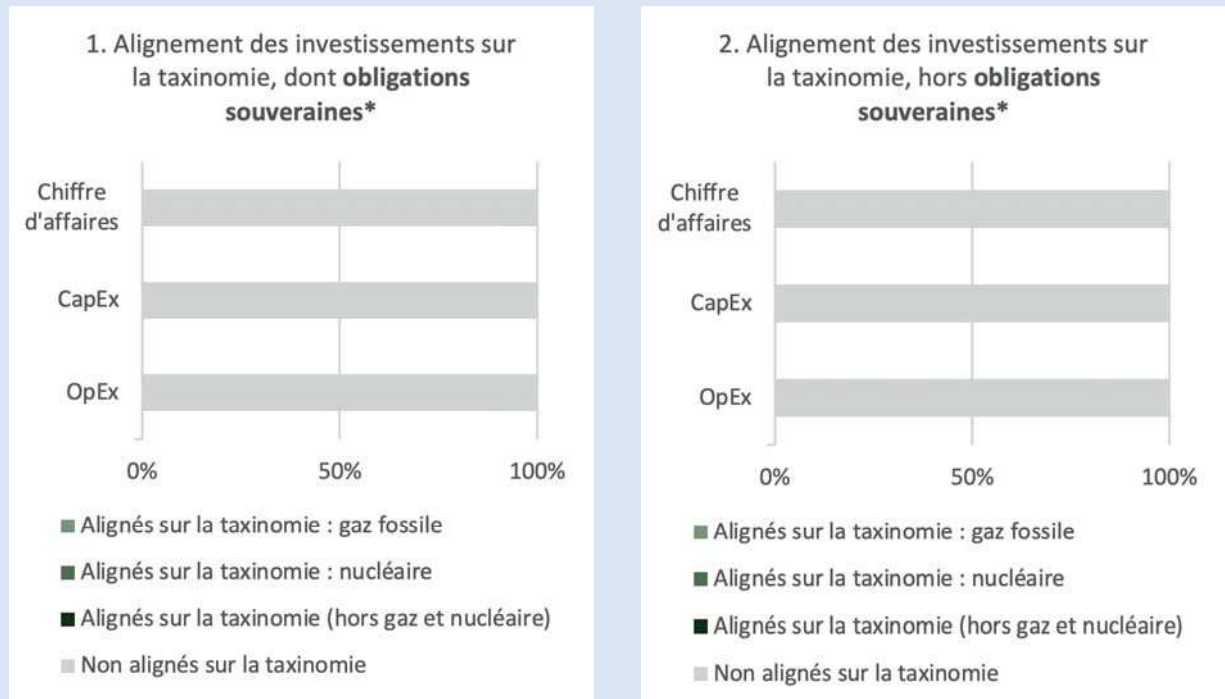 1. Alignement des investissements sur
la taxinomie, dont obligations
souveraines*
Chiffre
d'affaires
CapEx
OpEx
0%
50%
100%
Alignés sur la taxinomie : gaz fossile
Alignés sur la taxinomie : nucléaire
Alignés sur la taxinomie (hors gaz et nucléaire)
Non alignés sur la taxinomie
2. Alignement des investissements sur
la taxinomie, hors obligations
souveraines*
Chiffre
d'affaires
CapEx
OpEx
0%
50%
100%
Alignés sur la taxinomie : gaz fossile
Alignés sur la taxinomie : nucléaire
Alignés sur la taxinomie (hors gaz et nucléaire)
Non alignés sur la taxinomie